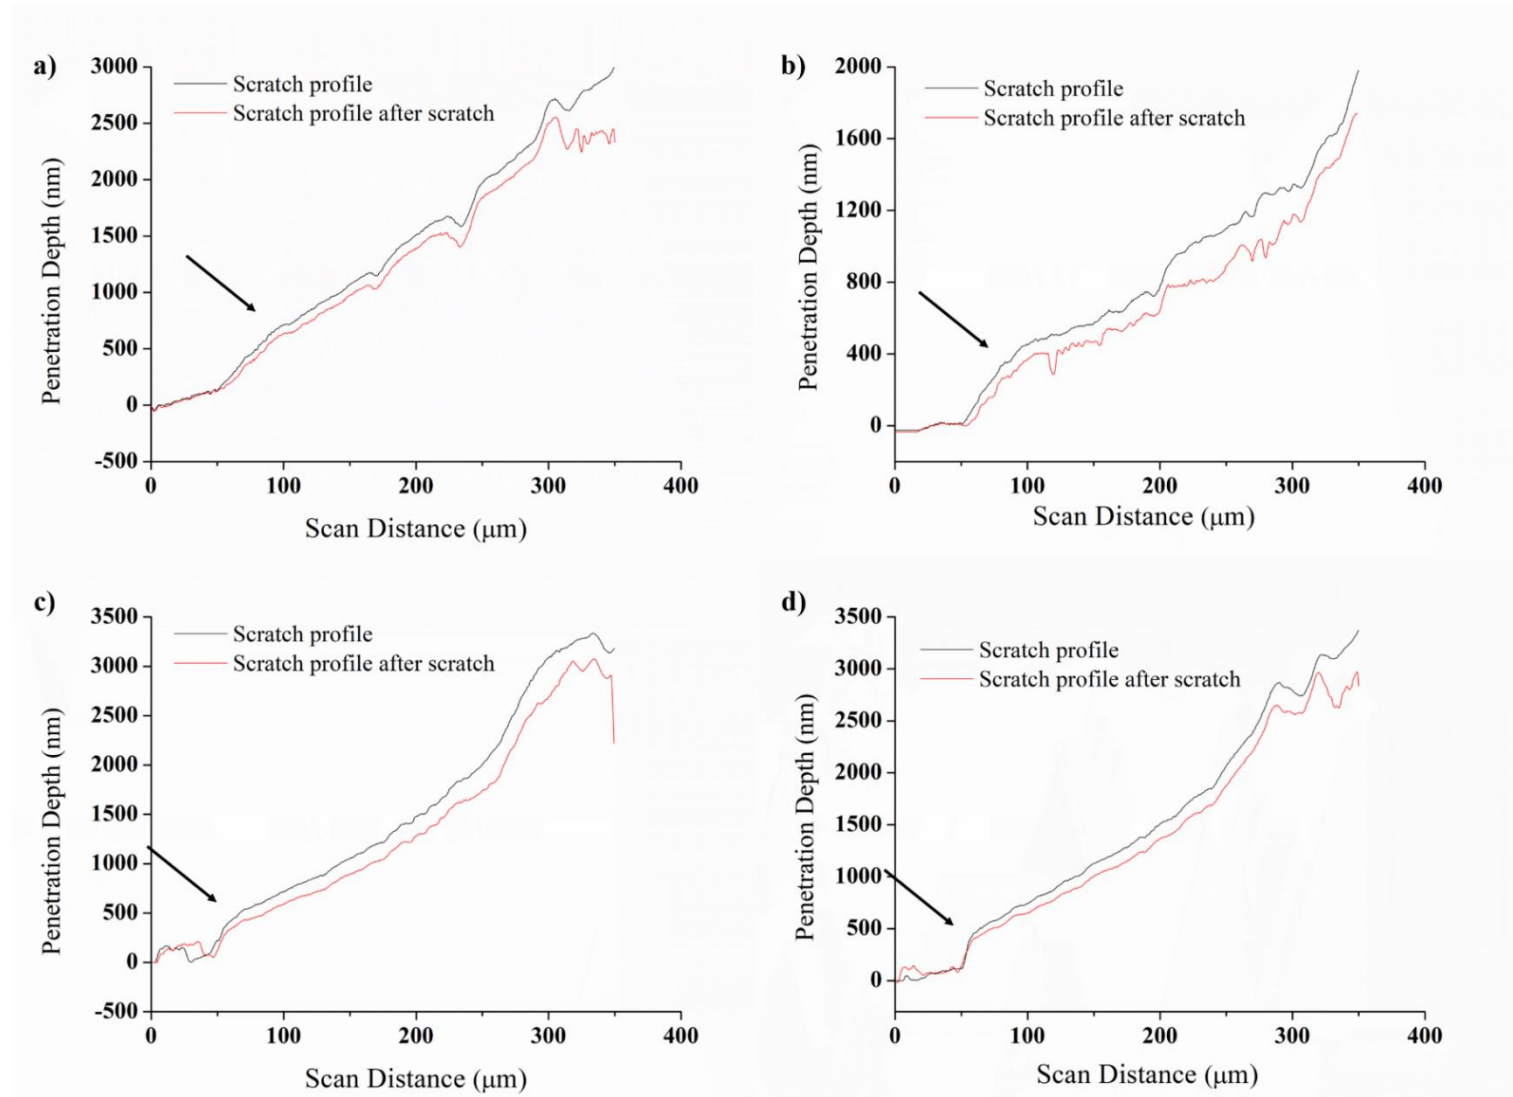 a)
3000
2500
2000
1500
1000
500
0
-500
Penetration Depth (nm)
Scratch profile
Scratch profile after scratch
0 100 200 300 400
Scan Distance (μm)
b)
2000
1600
1200
800
400
0
Penetration Depth (nm)
Scratch profile
Scratch profile after scratch
0 100 200 300 400
Scan Distance (μm)
c)
3500
3000
2500
2000
1500
1000
500
0
-500
Penetration Depth (nm)
Scratch profile
Scratch profile after scratch
0 100 200 300 400
Scan Distance (μm)
d)
3500
3000
2500
2000
1500
1000
500
0
Penetration Depth (nm)
Scratch profile
Scratch profile after scratch
0 100 200 300 400
Scan Distance (μm)